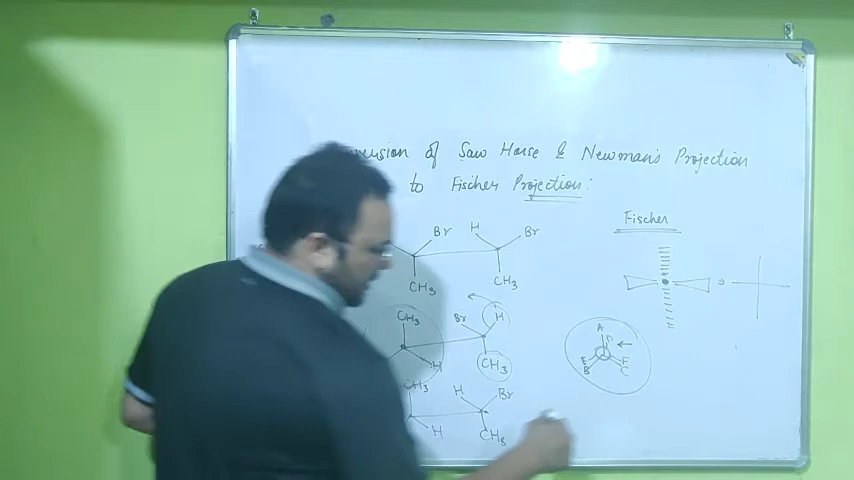 of Saw Horse & Newman's Projection
to Fischer Projection:
Fischer
Br H Br
CH3 CH3
CH3 Br H
H CH3
A
D
E F
B C
CH3 H Br
H CH3